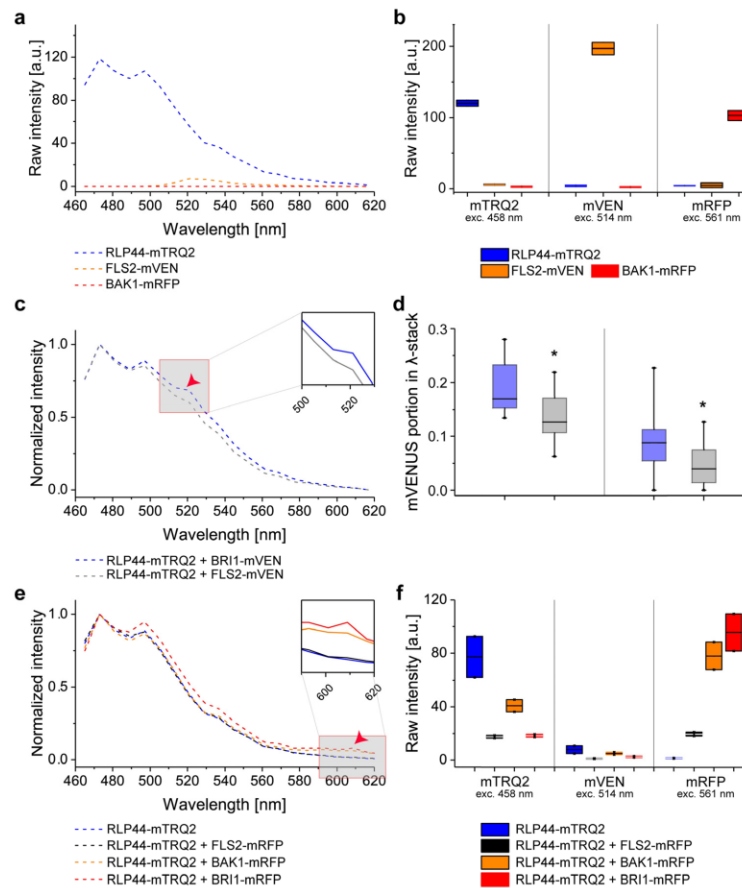 a
Raw intensity [a.u.]
120
80
40
0
460 480 500 520 540 560 580 600 620
Wavelength [nm]
RLP44-mTRQ2
FLS2-mVEN
BAK1-mRFP
b
Raw intensity [a.u.]
200
100
0
mTRQ2 mVEN mRFP
exc. 458 nm exc. 514 nm exc. 561 nm
RLP44-mTRQ2
FLS2-mVEN BAK1-mRFP
c
Normalized intensity
1.0
0.5
0.0
460 480 500 520 540 560 580 600 620
Wavelength [nm]
500 520
RLP44-mTRQ2 + BRI1-mVEN
RLP44-mTRQ2 + FLS2-mVEN
d
mVENUS portion in λ-stack
0.3
0.2
0.1
0.0
* *
e
Normalized intensity
1.0
0.5
0.0
460 480 500 520 540 560 580 600 620
Wavelength [nm]
600 620
RLP44-mTRQ2
RLP44-mTRQ2 + FLS2-mRFP
RLP44-mTRQ2 + BAK1-mRFP
RLP44-mTRQ2 + BRI1-mRFP
f
Raw intensity [a.u.]
120
80
40
0
mTRQ2 mVEN mRFP
exc. 458 nm exc. 514 nm exc. 561 nm
RLP44-mTRQ2
RLP44-mTRQ2 + FLS2-mRFP
RLP44-mTRQ2 + BAK1-mRFP
RLP44-mTRQ2 + BRI1-mRFP